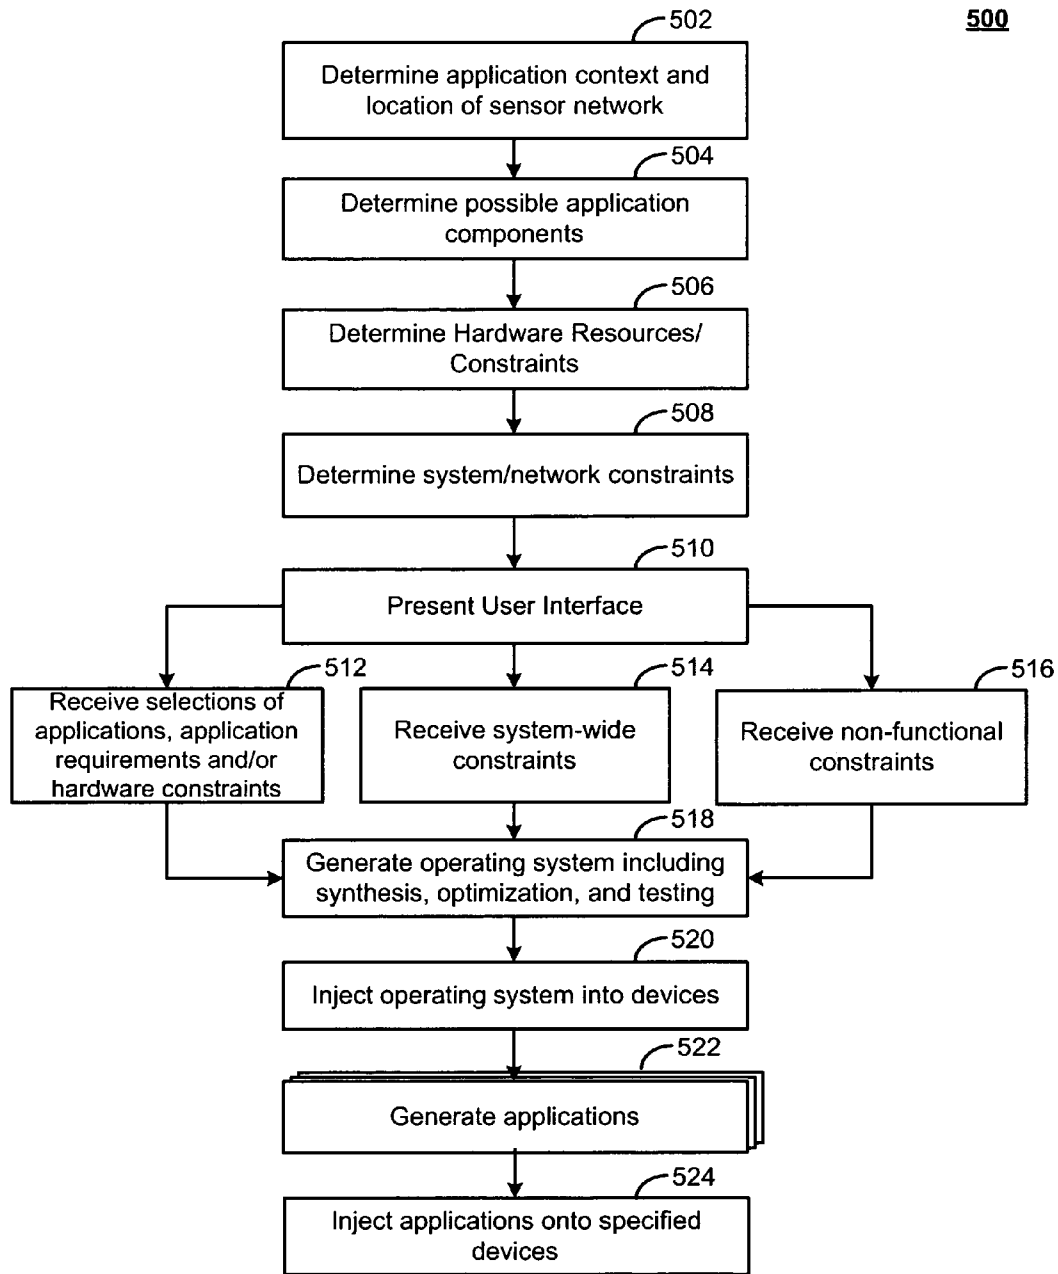 500
502
Determine application context and
location of sensor network
504
Determine possible application
components
506
Determine Hardware Resources/
Constraints
508
Determine system/network constraints
510
Present User Interface
512
Receive selections of
applications, application
requirements and/or
hardware constraints
514
Receive system-wide
constraints
516
Receive non-functional
constraints
518
Generate operating system including
synthesis, optimization, and testing
520
Inject operating system into devices
522
Generate applications
524
Inject applications onto specified
devices